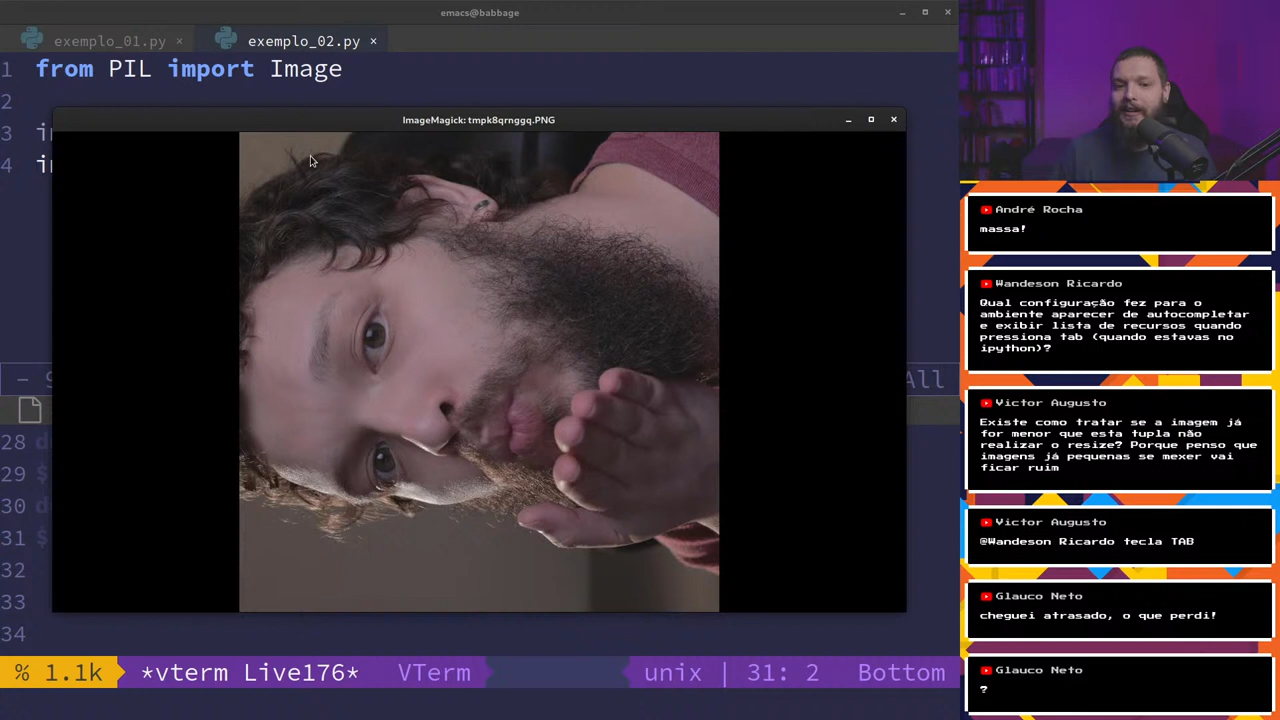 emacs@babbage
exemplo_01.py × exemplo_02.py ×
1 from PIL import Image
2
ImageMagick: tmpk8qrnggq.PNG
3
4
All
28
29 $
30
31 $
32
33
34
% 1.1k *vterm Live176* VTerm unix | 31: 2 Bottom
André Rocha
massa!
Wandeson Ricardo
Qual configuração fez para o
ambiente aparecer de autocompletar
e exibir lista de recursos quando
pressiona tab (quando estavas no
ipython)?
Victor Augusto
Existe como tratar se a imagem já
for menor que esta tupla não
realizar o resize? Porque penso que
imagens já pequenas se mexer vai
ficar ruim
Victor Augusto
@Wandeson Ricardo tecla TAB
Glauco Neto
cheguei atrasado, o que perdi!
Glauco Neto
?